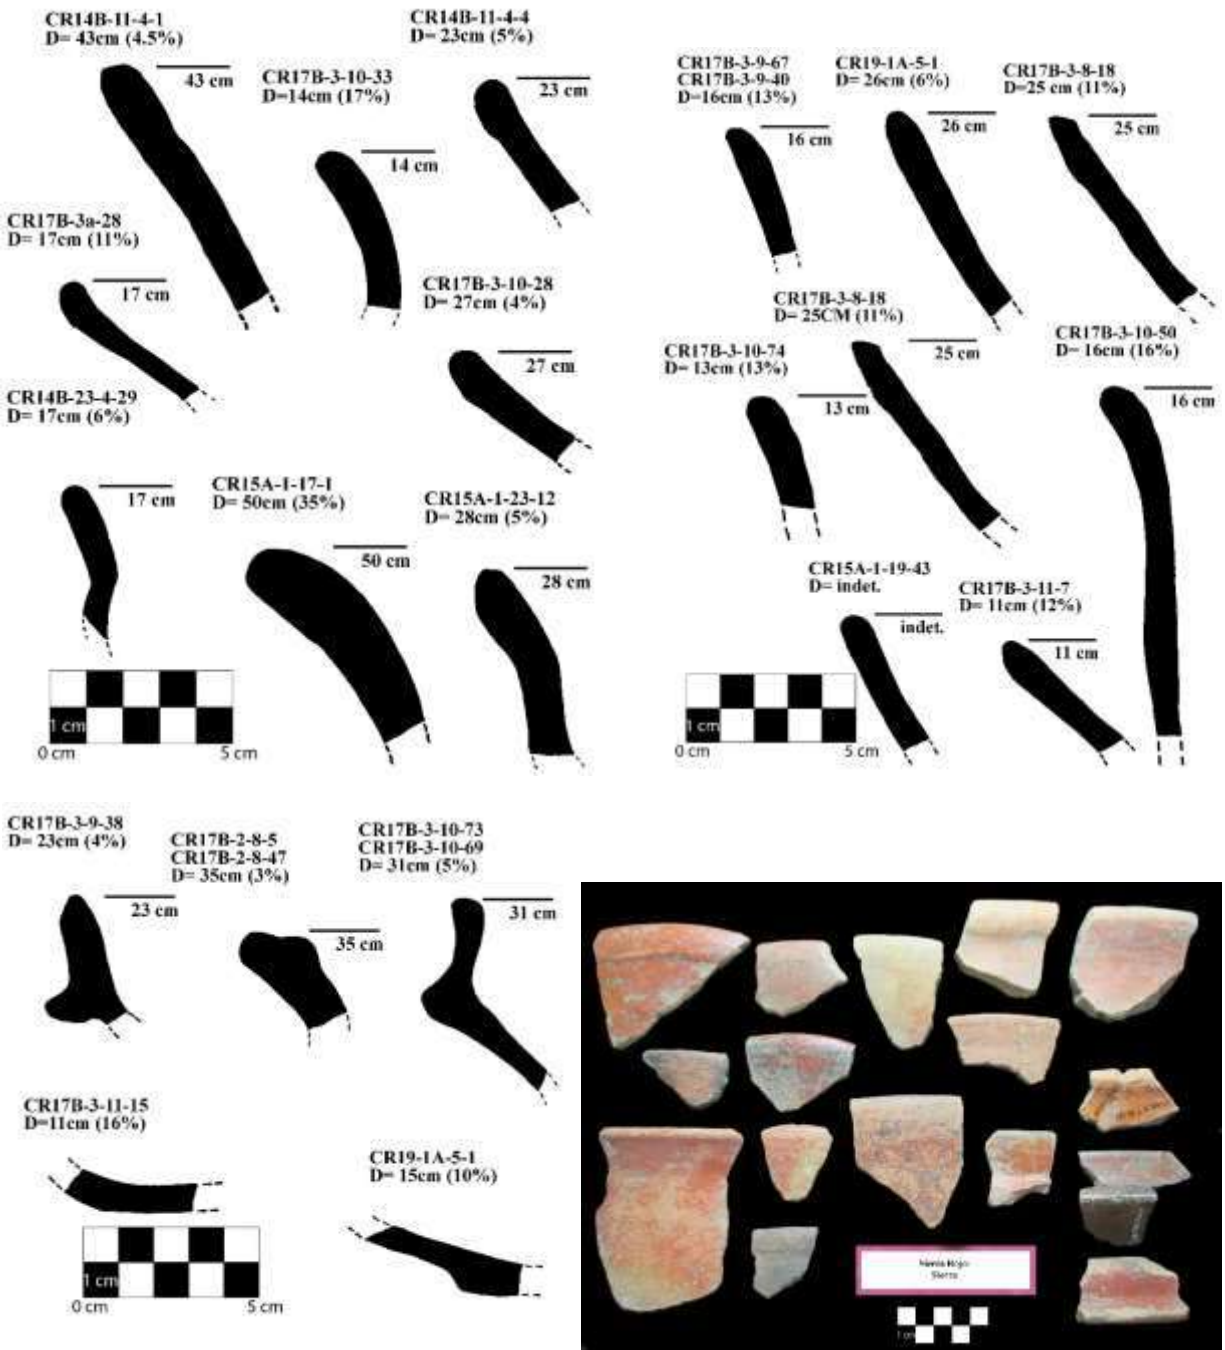 CR14B-11-4-1
D= 43cm (4.5%)
43 cm
CR17B-3-10-33
D=14cm (17%)
14 cm
CR14B-11-4-4
D= 23cm (5%)
23 cm
CR17B-3a-28
D= 17cm (11%)
17 cm
CR17B-3-10-28
D= 27cm (4%)
27 cm
CR14B-23-4-29
D= 17cm (6%)
17 cm
CR15A-1-17-1
D= 50cm (35%)
50 cm
CR15A-1-23-12
D= 28cm (5%)
28 cm
1 cm
0 cm
5 cm
CR17B-3-9-67
CR17B-3-9-40
D=16cm (13%)
16 cm
CR19-1A-5-1
D= 26cm (6%)
26 cm
CR17B-3-8-18
D=25 cm (11%)
25 cm
CR17B-3-10-74
D= 13cm (13%)
13 cm
CR17B-3-8-18
D= 25CM (11%)
25 cm
CR17B-3-10-50
D= 16cm (16%)
16 cm
CR15A-1-19-43
D= indet.
indet.
CR17B-3-11-7
D= 11cm (12%)
11 cm
1 cm
0 cm
5 cm
CR17B-3-9-38
D= 23cm (4%)
23 cm
CR17B-2-8-5
CR17B-2-8-47
D= 35cm (3%)
35 cm
CR17B-3-10-73
CR17B-3-10-69
D= 31cm (5%)
31 cm
CR17B-3-11-15
D=11cm (16%)
CR19-1A-5-1
D= 15cm (10%)
1 cm
0 cm
5 cm
Sierra Rojo
Sierra
1 cm